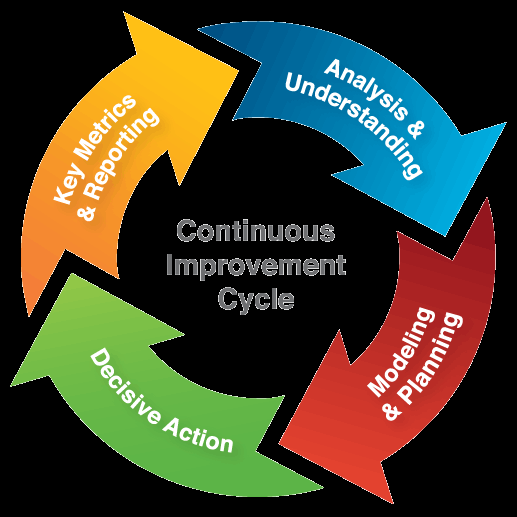 Continuous
Improvement
Cycle
Analysis &
Understanding
Modeling
& Planning
Decisive Action
Key Metrics
& Reporting